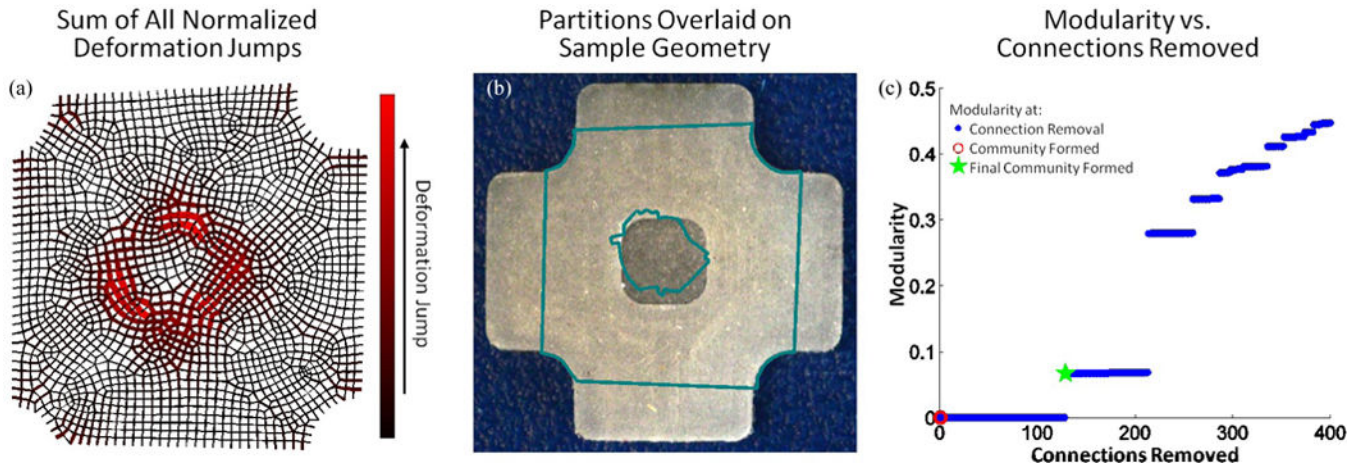 Sum of All Normalized
Deformation Jumps
Partitions Overlaid on
Sample Geometry
Modularity vs.
Connections Removed
(a)
Deformation Jump
(b)
(c)
0.5
0.4
0.3
0.2
0.1
0
Modularity
Modularity at:
Connection Removal
Community Formed
Final Community Formed
0
100
200
300
400
Connections Removed